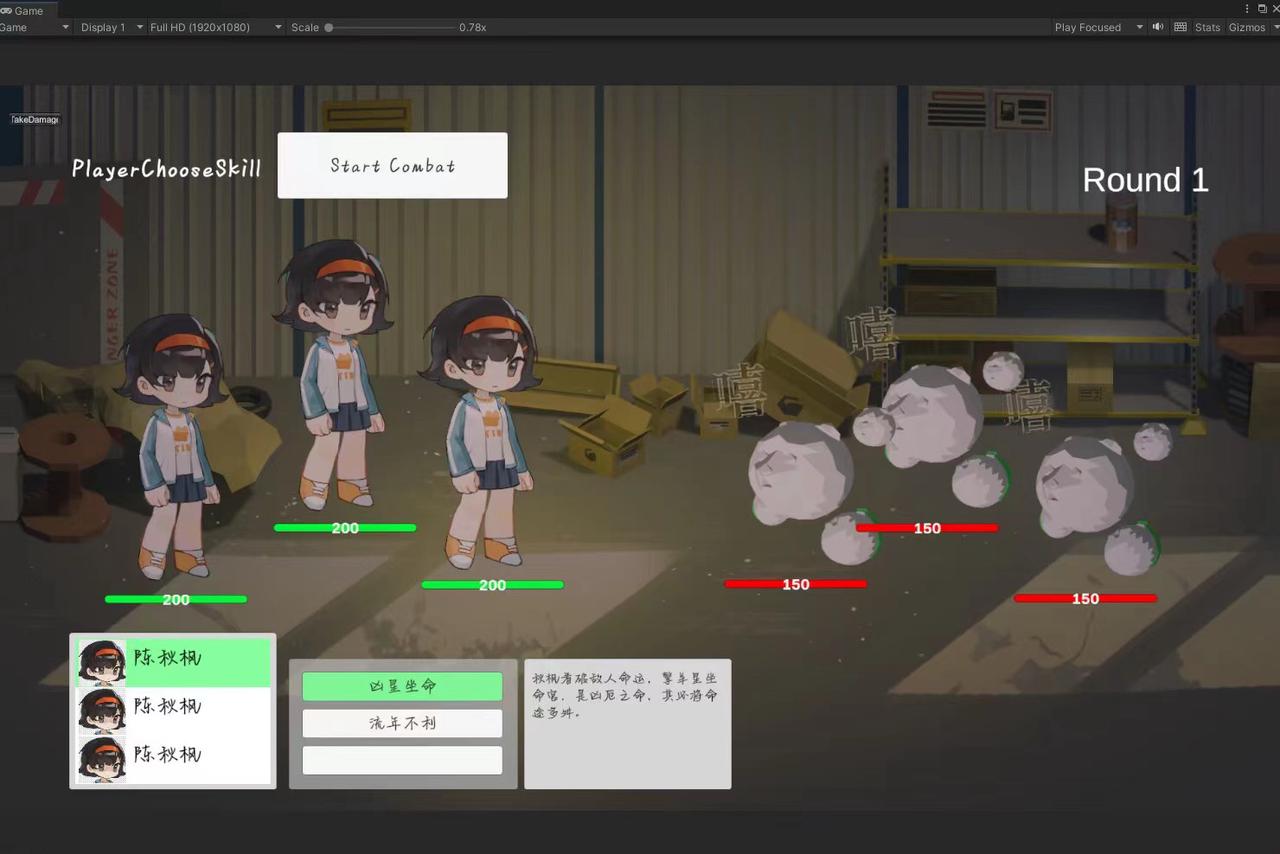 Game
Game
Display 1
Full HD (1920x1080)
Scale
0.78x
Play Focused
Stats
Gizmos
TakeDamage
PlayerChooseSkill
Start Combat
Round 1
NGER ZONE
嘻
嘻
嘻
200
200
200
150
150
150
陈秋枫
陈秋枫
陈秋枫
凶星坐命
流年不利
秋枫看破敌人命运，擎羊星坐
命宫，是凶厄之命，其必将命
途多舛。